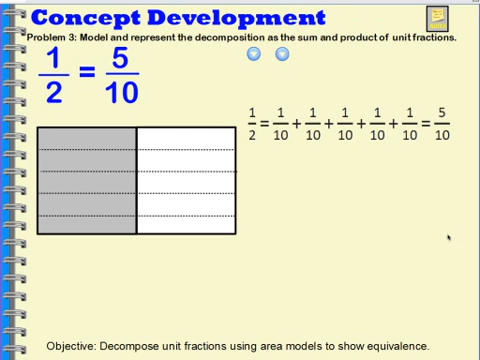 Concept Development
Problem 3: Model and represent the decomposition as the sum and product of unit fractions.
1/2 = 5/10
1/2 = 1/10 + 1/10 + 1/10 + 1/10 + 1/10 = 5/10
Objective: Decompose unit fractions using area models to show equivalence.